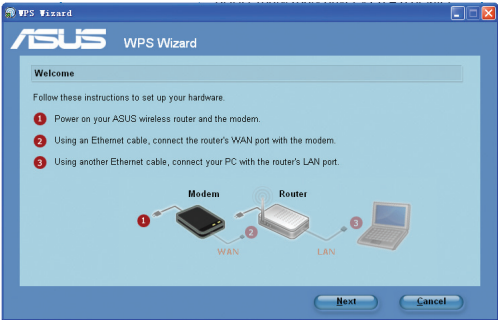 WPS Wizard
ASUS WPS Wizard
Welcome
Follow these instructions to set up your hardware.
1 Power on your ASUS wireless router and the modem.
2 Using an Ethernet cable, connect the router's WAN port with the modem.
3 Using another Ethernet cable, connect your PC with the router's LAN port.
Modem Router
1 2 3
WAN LAN
Next Cancel